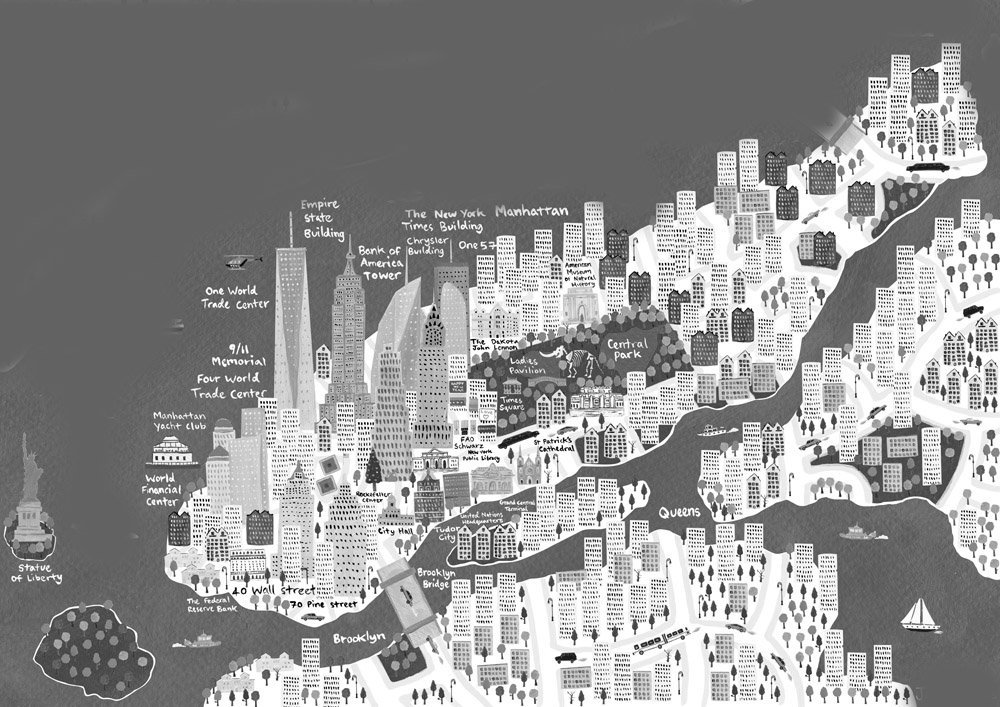 Empire
State
Building
The New York
Times Building
Manhattan
Chrysler
Building
One 57
Bank of
America
Tower
American
Museum
of Natural
History
One World
Trade Center
9/11
Memorial
Four World
Trade Center
The Dakota
John Lennon
Central
Park
Ladies
Pavilion
Times
Square
Manhattan
Yacht club
FAO
Schwarz
New York
Public Library
St Patrick's
Cathedral
World
Financial
Center
Rockefeller
Center
Grand Central
Terminal
United Nations
Headquarters
City Hall
Tudor
City
Queens
Statue
of Liberty
Brooklyn
Bridge
40 Wall street
The Federal
Reserve Bank
70 Pine street
Brooklyn